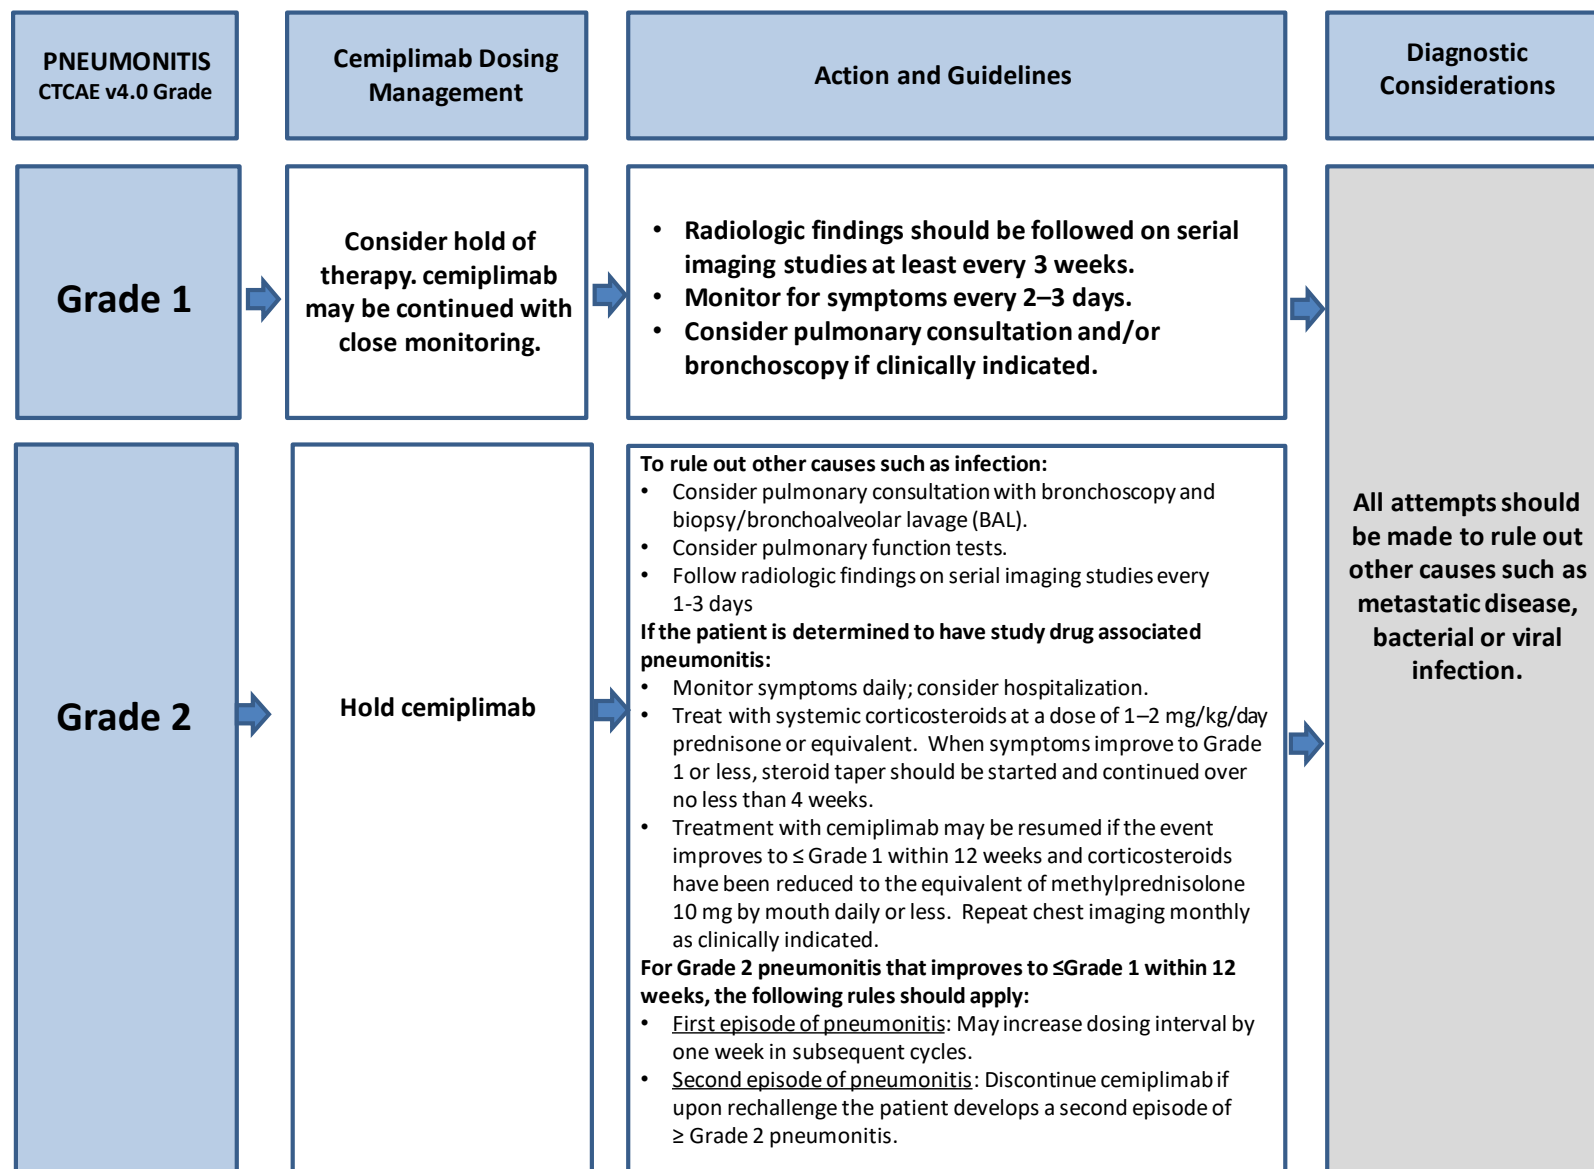 PNEUMONITIS
CTCAE v4.0 Grade
Cemiplimab Dosing
Management
Action and Guidelines
Diagnostic
Considerations
Grade 1
Consider hold of
therapy. cemiplimab
may be continued with
close monitoring.
• Radiologic findings should be followed on serial
imaging studies at least every 3 weeks.
• Monitor for symptoms every 2–3 days.
• Consider pulmonary consultation and/or
bronchoscopy if clinically indicated.
Grade 2
Hold cemiplimab
To rule out other causes such as infection:
• Consider pulmonary consultation with bronchoscopy and
biopsy/bronchoalveolar lavage (BAL).
• Consider pulmonary function tests.
• Follow radiologic findings on serial imaging studies every
1-3 days
If the patient is determined to have study drug associated
pneumonitis:
• Monitor symptoms daily; consider hospitalization.
• Treat with systemic corticosteroids at a dose of 1–2 mg/kg/day
prednisone or equivalent. When symptoms improve to Grade
1 or less, steroid taper should be started and continued over
no less than 4 weeks.
• Treatment with cemiplimab may be resumed if the event
improves to ≤ Grade 1 within 12 weeks and corticosteroids
have been reduced to the equivalent of methylprednisolone
10 mg by mouth daily or less. Repeat chest imaging monthly
as clinically indicated.
For Grade 2 pneumonitis that improves to ≤Grade 1 within 12
weeks, the following rules should apply:
• First episode of pneumonitis: May increase dosing interval by
one week in subsequent cycles.
• Second episode of pneumonitis: Discontinue cemiplimab if
upon rechallenge the patient develops a second episode of
≥ Grade 2 pneumonitis.
All attempts should
be made to rule out
other causes such as
metastatic disease,
bacterial or viral
infection.